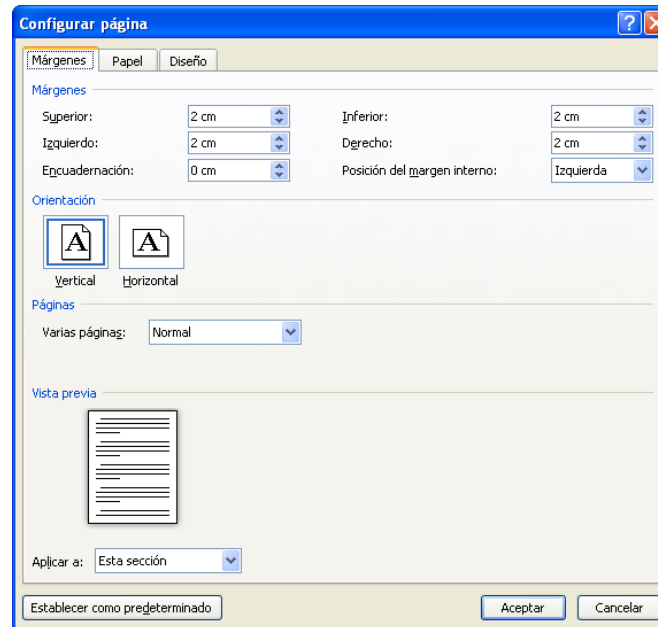 Configurar página
Márgenes Papel Diseño
Márgenes
Superior: 2 cm Inferior: 2 cm
Izquierdo: 2 cm Derecho: 2 cm
Encuadernación: 0 cm Posición del margen interno: Izquierda
Orientación
A A
Vertical Horizontal
Páginas
Varias páginas: Normal
Vista previa
Aplicar a: Esta sección
Establecer como predeterminado Aceptar Cancelar